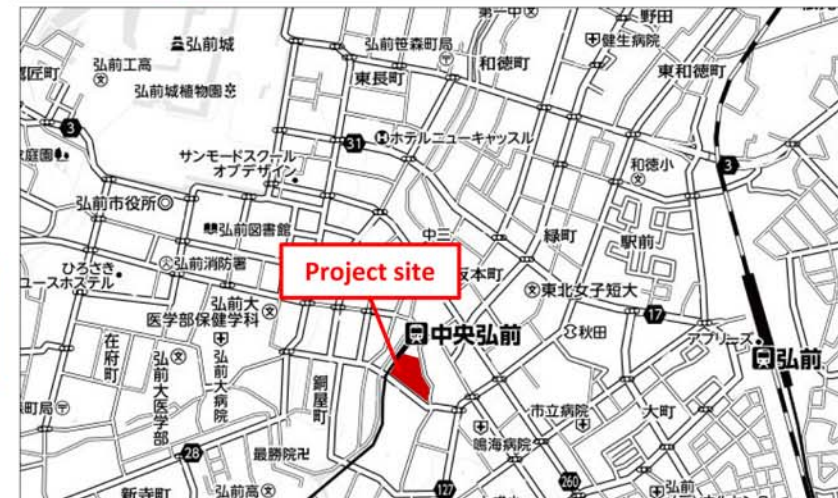 第一中
野田
弘前城
弘前笹森町局
健生病院
弘前工高
和徳町
東和徳町
東長町
弘前城植物園
3
31
ホテルニューキャッスル
3
サンモードスクール
オブデザイン
和徳小
弘前市役所
弘前図書館
中三
緑町
駅前
Project site
弘前消防署
ひろさき
ユースホステル
坂本町
東北女子短大
17
弘前大
医学部保健学科
中央弘前
秋田
アプリーズ
弘前
在府町
弘前大医学部
弘前大病院
銅屋町
市立病院
大町
町局
鳴海病院
最勝院
28
新寺町
弘前高
127
260
弘前